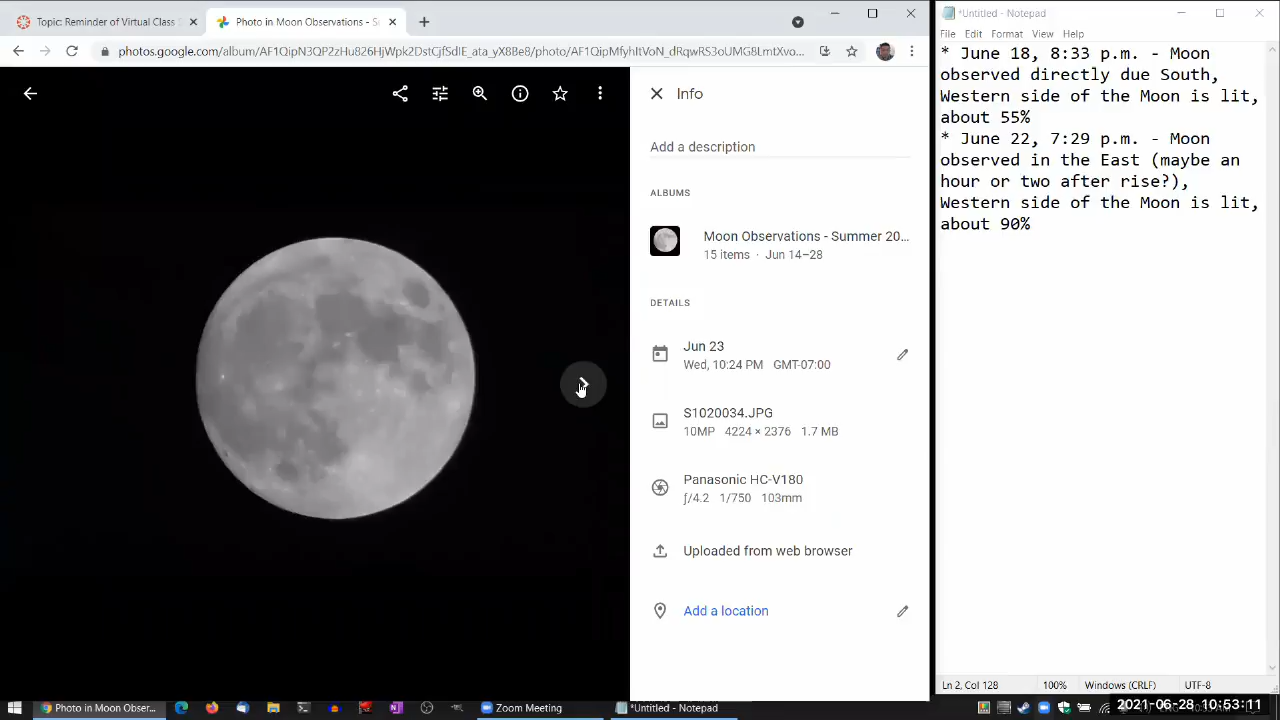 Topic: Reminder of Virtual Class
Photo in Moon Observations - S
photos.google.com/album/
Info
Add a description
ALBUMS
Moon Observations - Summer 20...
15 items · Jun 14–28
DETAILS
Jun 23
Wed, 10:24 PM GMT-07:00
S1020034.JPG
10MP 4224 × 2376 1.7 MB
Panasonic HC-V180
ƒ/4.2 1/750 103mm
Uploaded from web browser
Add a location
*Untitled - Notepad
File Edit Format View Help
* June 18, 8:33 p.m. - Moon
observed directly due South,
Western side of the Moon is lit,
about 55%
* June 22, 7:29 p.m. - Moon
observed in the East (maybe an
hour or two after rise?),
Western side of the Moon is lit,
about 90%
Ln 2, Col 128 100% Windows (CRLF) UTF-8
Photo in Moon Obser...
Zoom Meeting
*Untitled - Notepad
2021-06-28 10:53:11